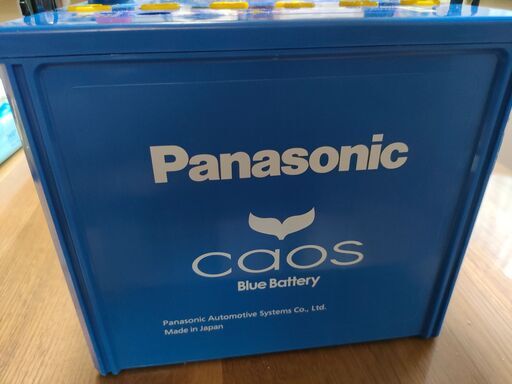 Panasonic
caos
Blue Battery
Panasonic Automotive Systems Co., Ltd.
Made in Japan